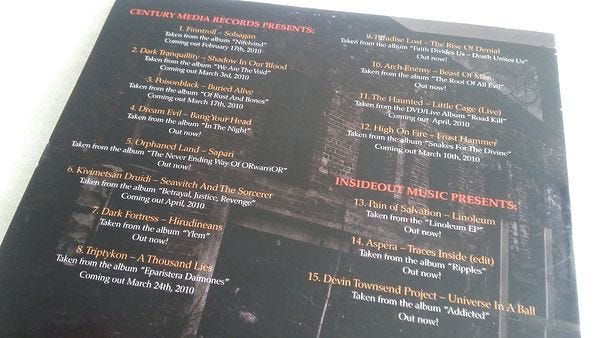 CENTURY MEDIA RECORDS PRESENTS:
1. Finntroll – Solsagan
Taken from the album "Nifelvind"
Coming out February 17th, 2010
2. Dark Tranquility – Shadow In Our Blood
Taken from the album "We Are The Void"
Coming out March 3rd, 2010
3. Poisonblack – Buried Alive
Taken from the album "Of Rust And Bones"
Coming out March 17th, 2010
4. Dream Evil – Bang Your Head
Taken from the album "In The Night"
Out now!
5. Orphaned Land – Sapari
Taken from the album "The Never Ending Way Of ORwarriOR"
Out now!
6. Kivimetsan Druidi – Seawitch And The Sorcerer
Taken from the album "Betrayal, Justice, Revenge"
Coming out April, 2010
7. Dark Fortress – Hirudineans
Taken from the album "Ylem"
Out now!
8. Triptykon – A Thousand Lies
Taken from the album "Eparistera Daimones"
Coming out March 24th, 2010
9. Paradise Lost – The Rise Of Denial
Taken from the album "Faith Divides Us – Death Unites Us"
Out now!
10. Arch Enemy – Beast Of Man
Taken from the album "The Root Of All Evil"
Out now!
11. The Haunted – Little Cage (Live)
Taken from the DVD/Live Album "Road Kill"
Coming out April, 2010
12. High On Fire – Frost Hammer
Taken from the album "Snakes For The Divine"
Coming out March 10th, 2010
INSIDEOUT MUSIC PRESENTS:
13. Pain of Salvation – Linoleum
Taken from the "Linoleum EP"
Out now!
14. Aspera – Traces Inside (edit)
Taken from the album "Ripples"
Out now!
15. Devin Townsend Project – Universe In A Ball
Taken from the album "Addicted"
Out now!